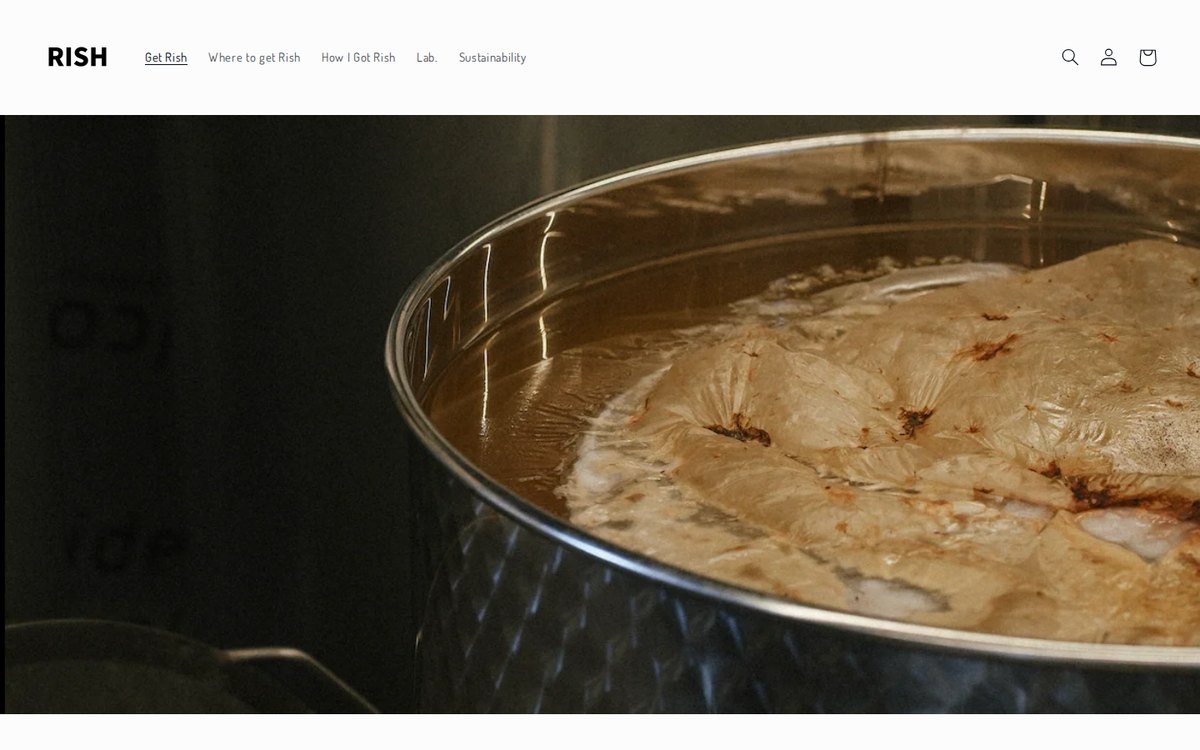 RISH
Get Rish
Where to get Rish
How I Got Rish
Lab.
Sustainability